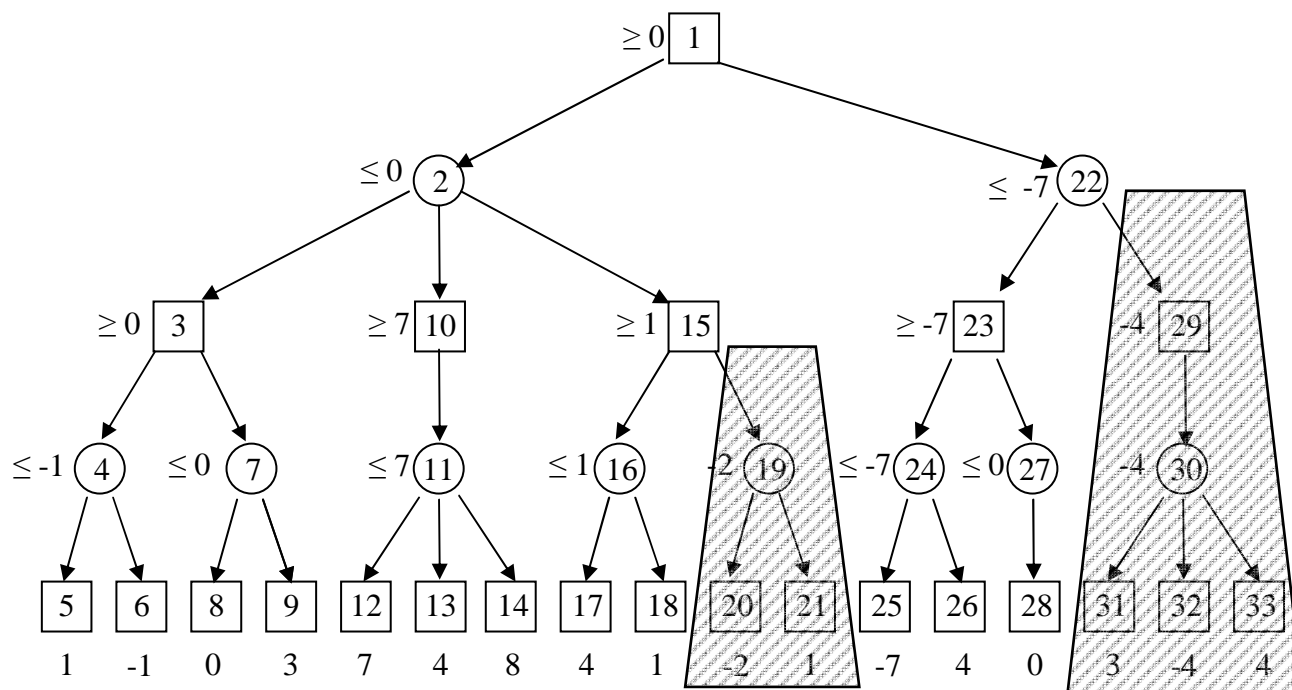 ≥ 0 1
≤ 0 2 ≤ -7 22
≥ 0 3 ≥ 7 10 ≥ 1 15 ≥ -7 23 -4 29
≤ -1 4 ≤ 0 7 ≤ 7 11 ≤ 1 16 -2 19 ≤ -7 24 ≤ 0 27 -4 30
5 6 8 9 12 13 14 17 18 20 21 25 26 28 31 32 33
1 -1 0 3 7 4 8 4 1 -2 1 -7 4 0 3 -4 4